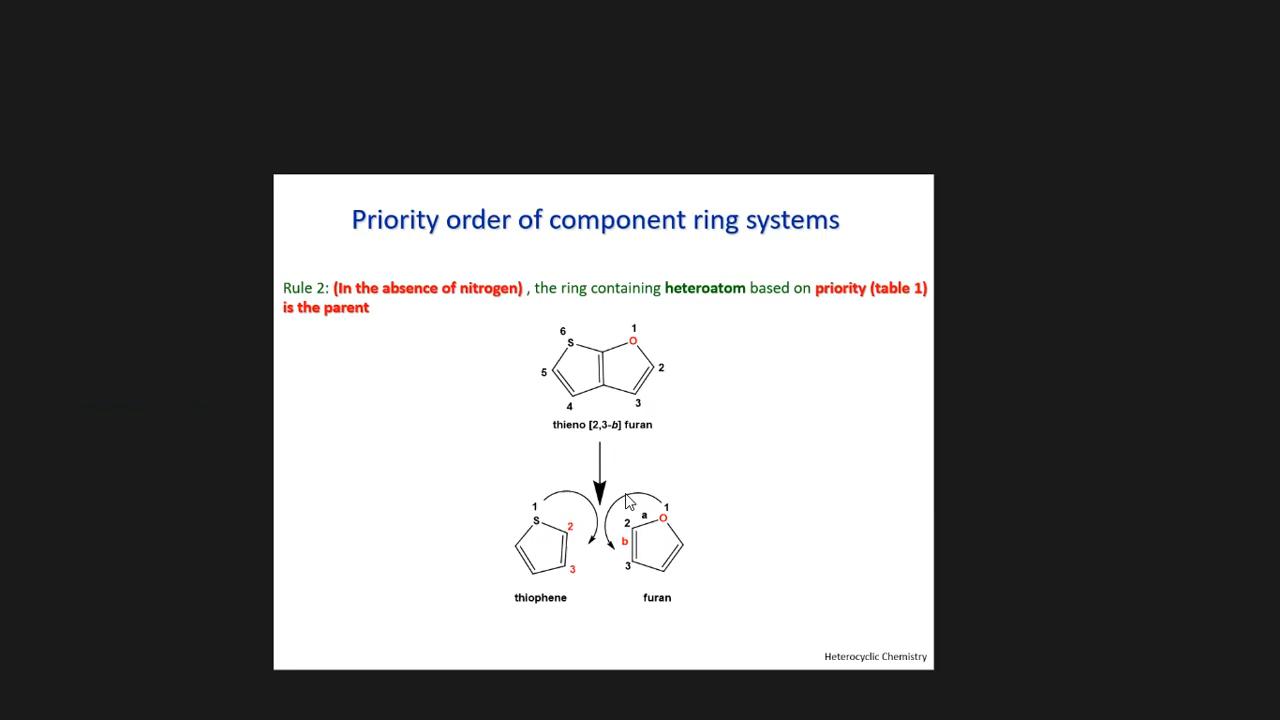 Priority order of component ring systems
Rule 2: (In the absence of nitrogen) , the ring containing heteroatom based on priority (table 1)
is the parent
6 1
S O
5 2
4 3
thieno [2,3-b] furan
1 1
S 2 2 a O
b
3 3
thiophene furan
Heterocyclic Chemistry